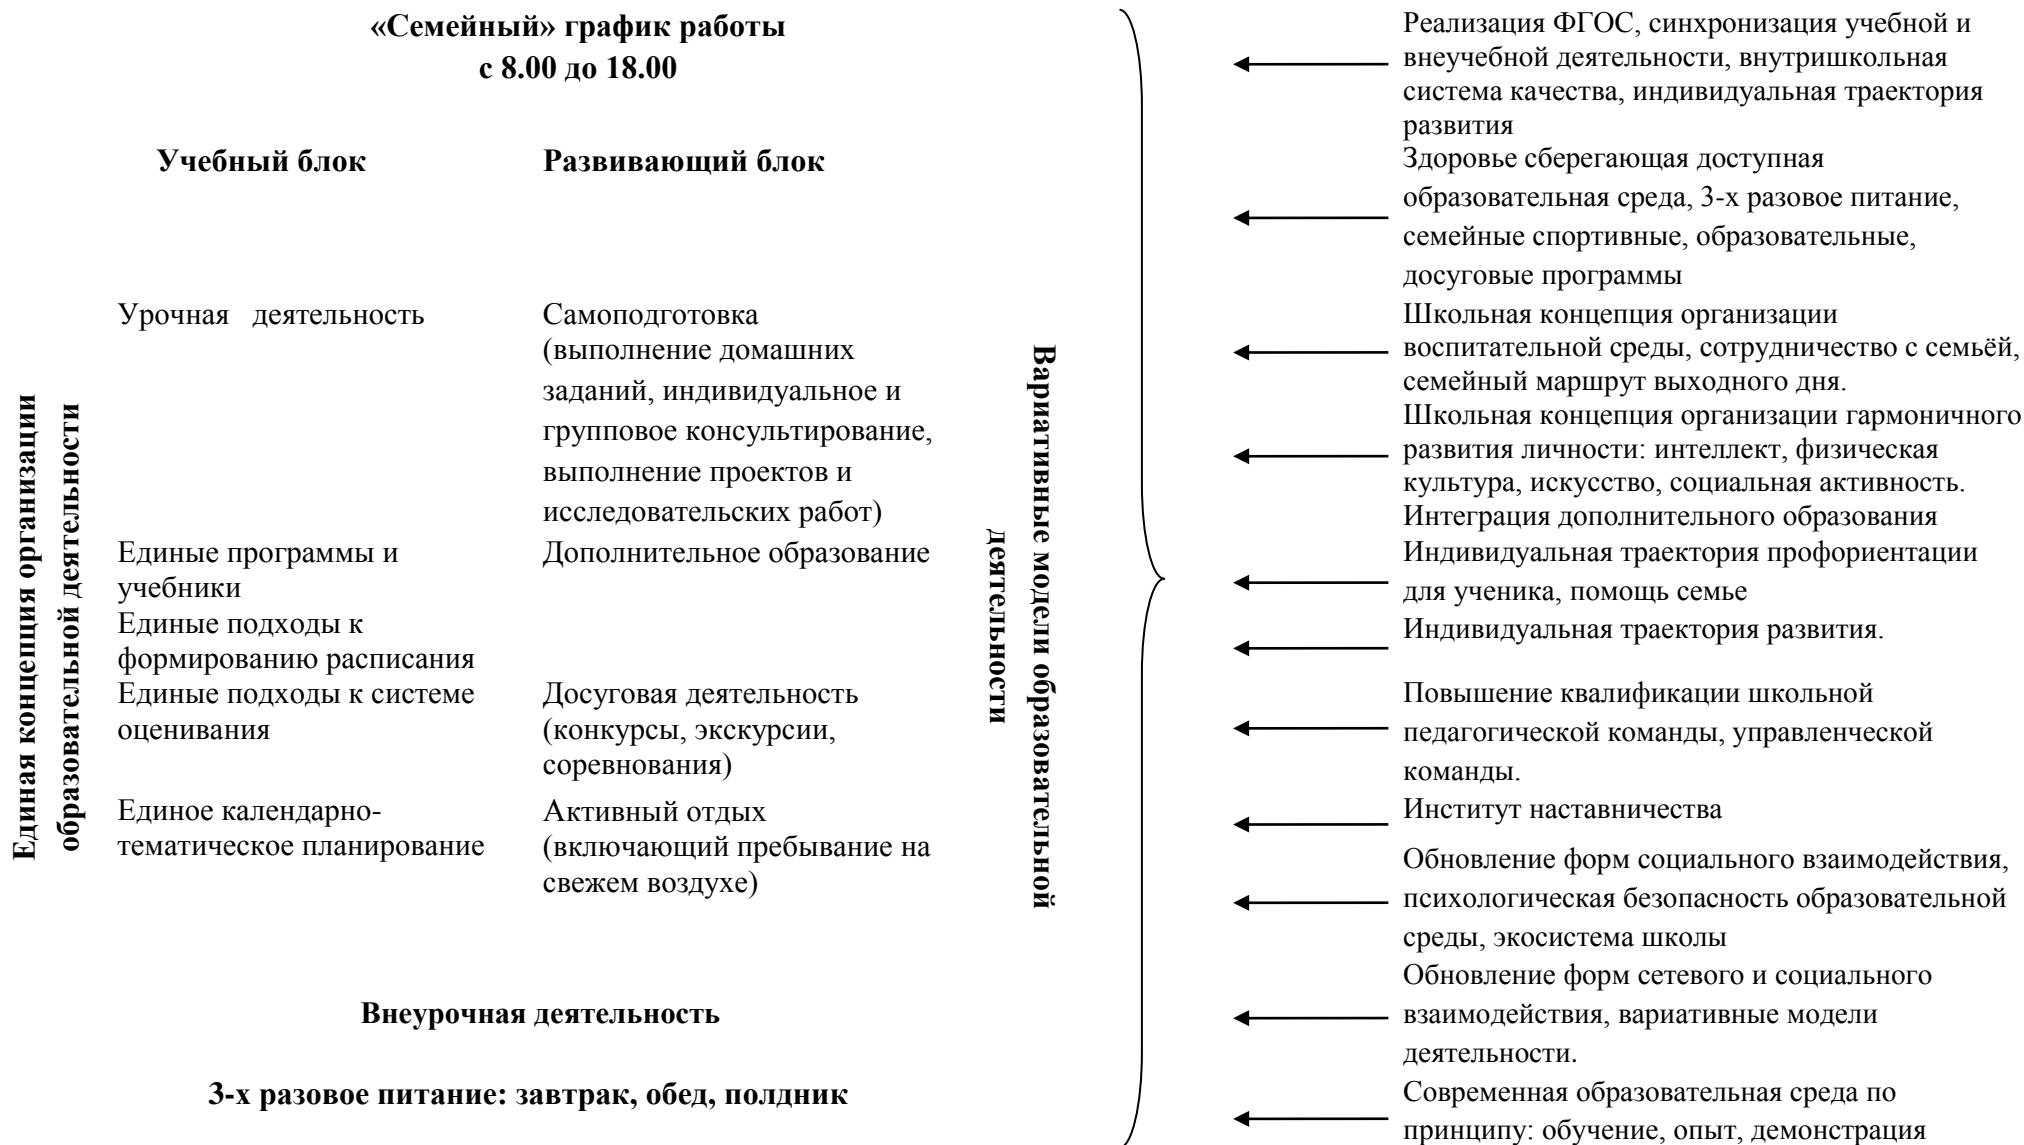 «Семейный» график работы
с 8.00 до 18.00
Учебный блок
Развивающий блок
Единая концепция организации
образовательной деятельности
Урочная деятельность
Самоподготовка
(выполнение домашних
заданий, индивидуальное и
групповое консультирование,
выполнение проектов и
исследовательских работ)
Единые программы и
учебники
Дополнительное образование
Единые подходы к
формированию расписания
Единые подходы к системе
оценивания
Досуговая деятельность
(конкурсы, экскурсии,
соревнования)
Единое календарно-
тематическое планирование
Активный отдых
(включающий пребывание на
свежем воздухе)
Внеурочная деятельность
3-х разовое питание: завтрак, обед, полдник
Вариативные модели образовательной
деятельности
Реализация ФГОС, синхронизация учебной и
внеучебной деятельности, внутришкольная
система качества, индивидуальная траектория
развития
Здоровье сберегающая доступная
образовательная среда, 3-х разовое питание,
семейные спортивные, образовательные,
досуговые программы
Школьная концепция организации
воспитательной среды, сотрудничество с семьёй,
семейный маршрут выходного дня.
Школьная концепция организации гармоничного
развития личности: интеллект, физическая
культура, искусство, социальная активность.
Интеграция дополнительного образования
Индивидуальная траектория профориентации
для ученика, помощь семье
Индивидуальная траектория развития.
Повышение квалификации школьной
педагогической команды, управленческой
команды.
Институт наставничества
Обновление форм социального взаимодействия,
психологическая безопасность образовательной
среды, экосистема школы
Обновление форм сетевого и социального
взаимодействия, вариативные модели
деятельности.
Современная образовательная среда по
принципу: обучение, опыт, демонстрация